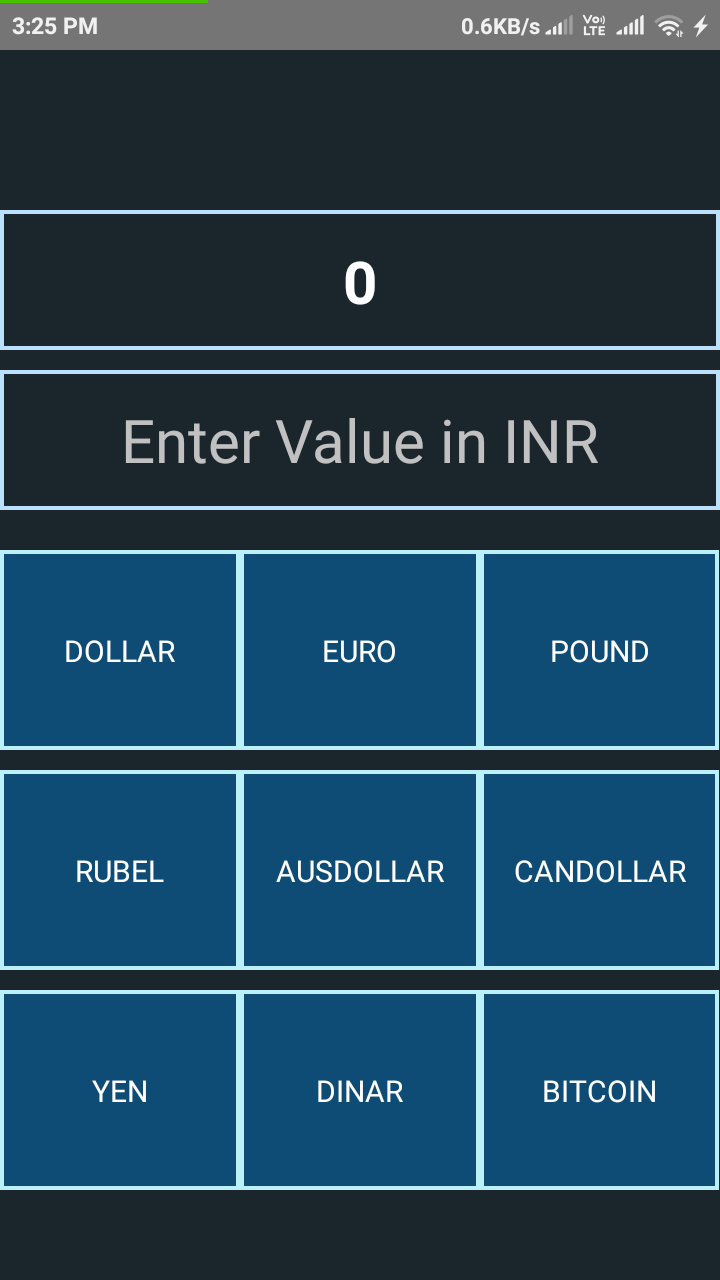 3:25 PM 0.6KB/s Vo) LTE
0
Enter Value in INR
DOLLAR EURO POUND
RUBEL AUSDOLLAR CANDOLLAR
YEN DINAR BITCOIN